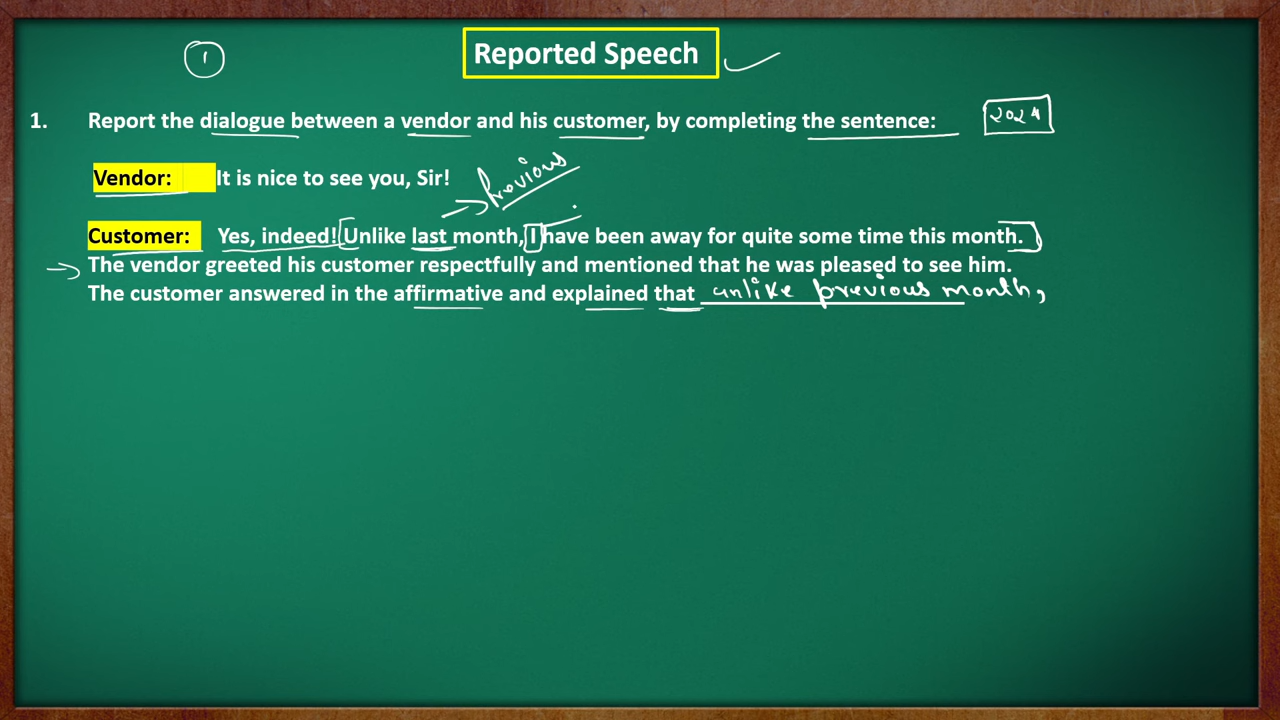 1
Reported Speech
1. Report the dialogue between a vendor and his customer, by completing the sentence: 2024
Vendor: It is nice to see you, Sir!
Previous
Customer: Yes, indeed! Unlike last month, I have been away for quite some time this month.
The vendor greeted his customer respectfully and mentioned that he was pleased to see him.
The customer answered in the affirmative and explained that unlike previous month,